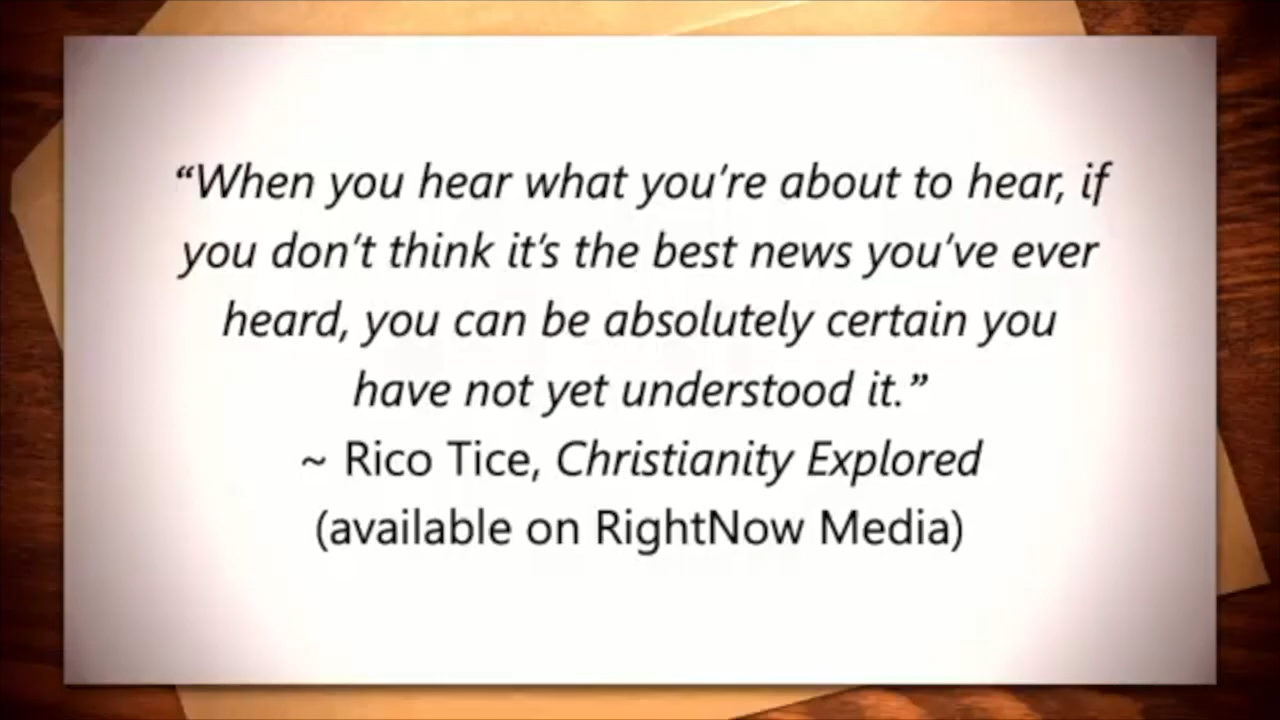 “When you hear what you’re about to hear, if
you don’t think it’s the best news you’ve ever
heard, you can be absolutely certain you
have not yet understood it.”
~ Rico Tice, Christianity Explored
(available on RightNow Media)